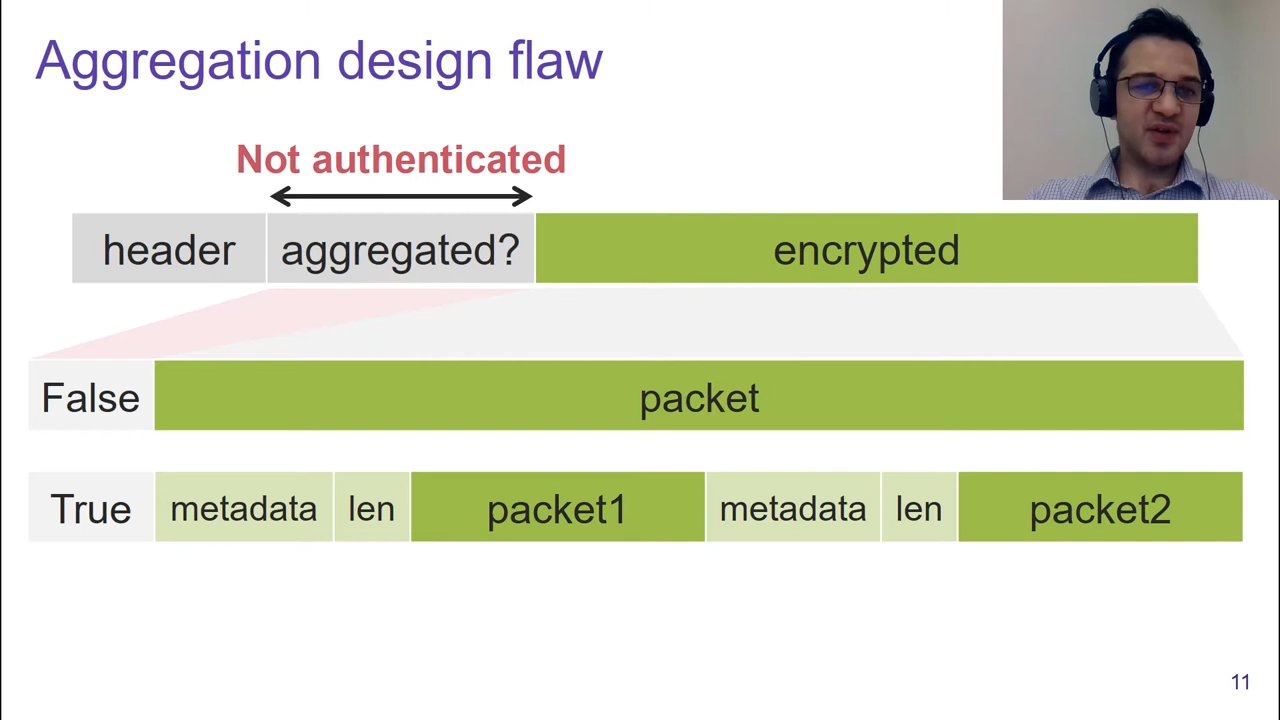 Aggregation design flaw
Not authenticated
header aggregated? encrypted
False packet
True metadata len packet1 metadata len packet2
11